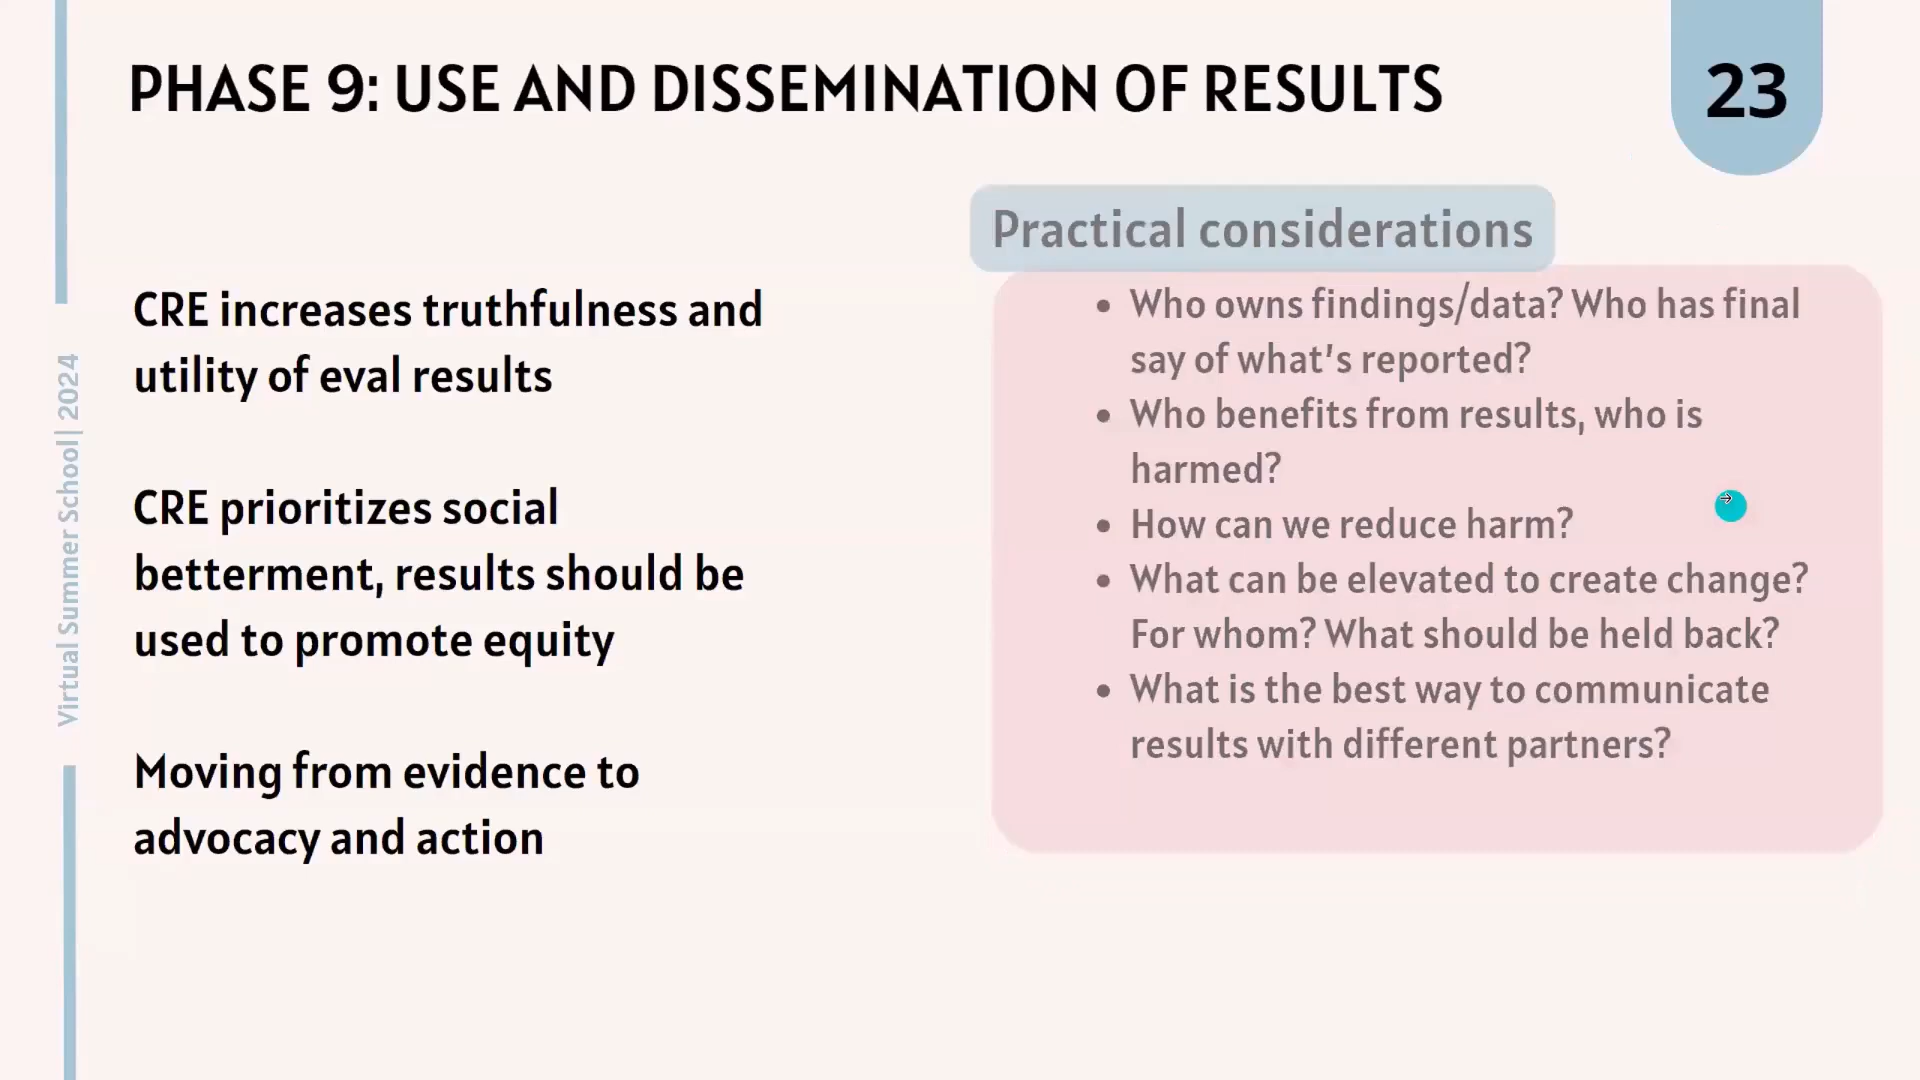 PHASE 9: USE AND DISSEMINATION OF RESULTS
23
Virtual Summer School| 2024
CRE increases truthfulness and
utility of eval results
CRE prioritizes social
betterment, results should be
used to promote equity
Moving from evidence to
advocacy and action
Practical considerations
• Who owns findings/data? Who has final
say of what's reported?
• Who benefits from results, who is
harmed?
• How can we reduce harm?
• What can be elevated to create change?
For whom? What should be held back?
• What is the best way to communicate
results with different partners?